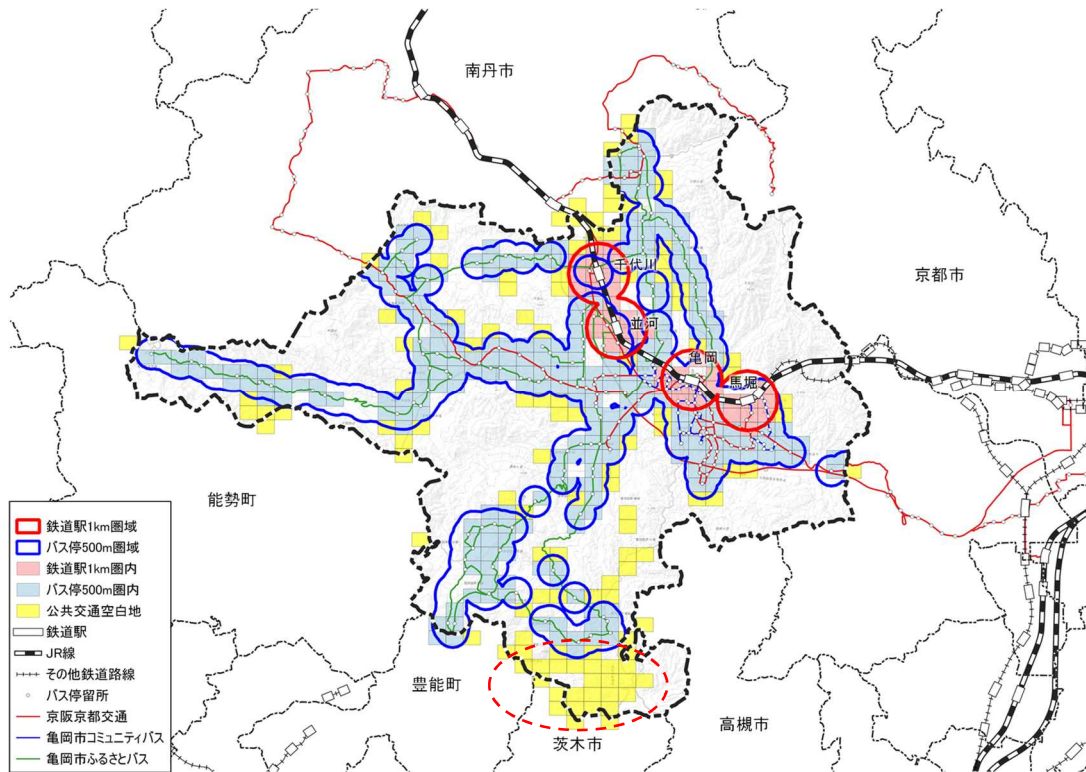 南丹市
京都市
千代川
並河
亀岡
馬堀
能勢町
豊能町
茨木市
高槻市
鉄道駅1km圏域
バス停500m圏域
鉄道駅1km圏内
バス停500m圏内
公共交通空白地
鉄道駅
JR線
その他鉄道路線
バス停留所
京阪京都交通
亀岡市コミュニティバス
亀岡市ふるさとバス